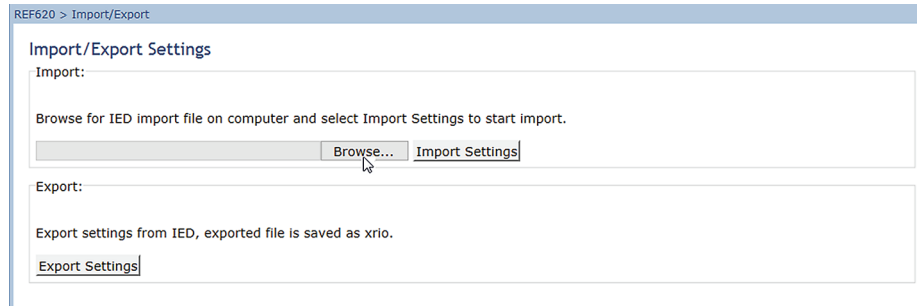 REF620 > Import/Export
Import/Export Settings
Import:
Browse for IED import file on computer and select Import Settings to start import.
Browse... Import Settings
Export:
Export settings from IED, exported file is saved as xrio.
Export Settings